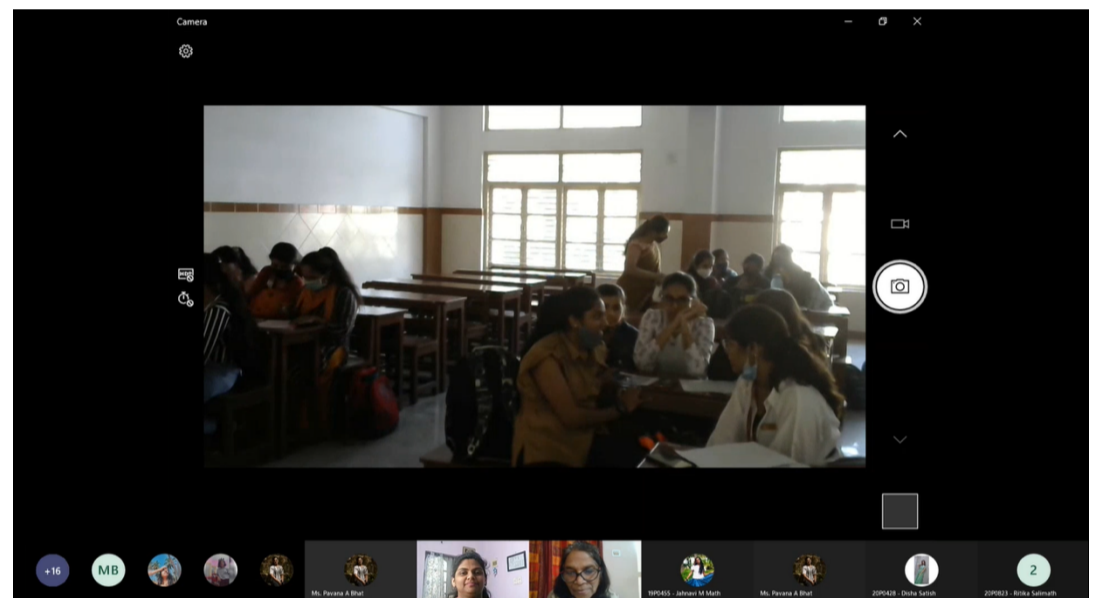 Camera
+16
MB
Ms. Pavana A Bhat
19P0455 - Jahnavi M Math
Ms. Pavana A Bhat
20P0428 - Disha Satish
2
20P0823 - Ritika Salimath